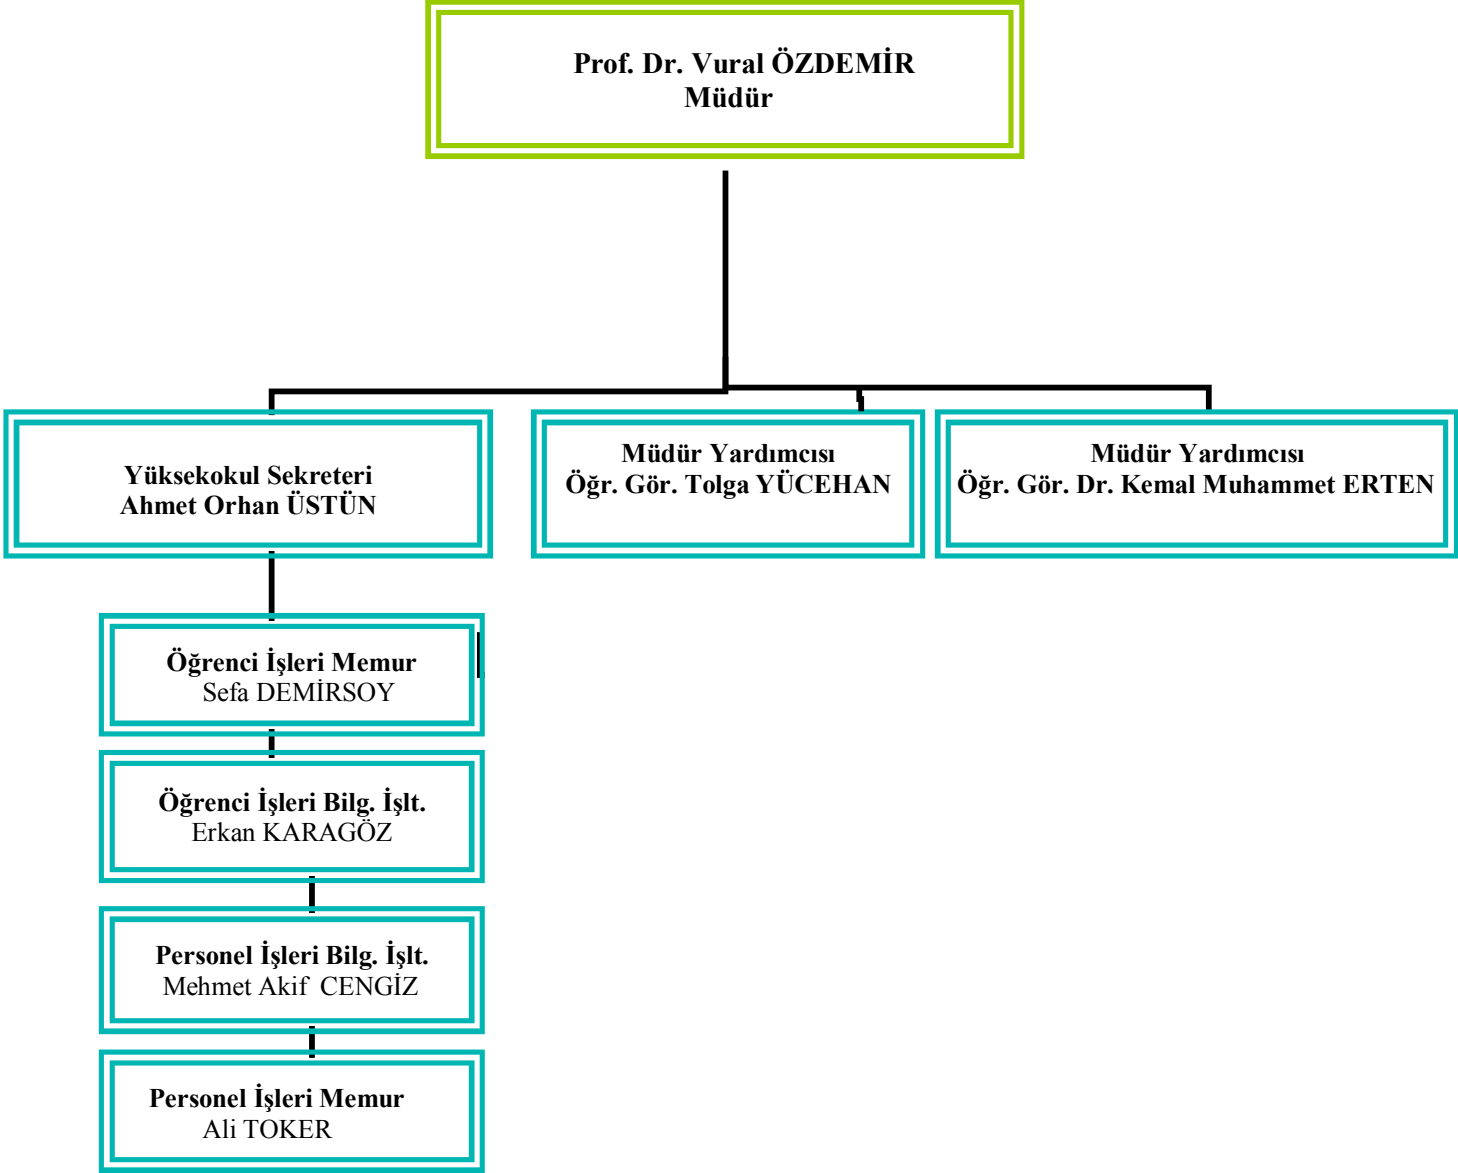 Prof. Dr. Vural ÖZDEMİR
Müdür
Yüksekokul Sekreteri
Ahmet Orhan ÜSTÜN
Müdür Yardımcısı
Öğr. Gör. Tolga YÜCEHAN
Müdür Yardımcısı
Öğr. Gör. Dr. Kemal Muhammet ERTEN
Öğrenci İşleri Memur
Sefa DEMİRSOY
Öğrenci İşleri Bilg. İşlt.
Erkan KARAGÖZ
Personel İşleri Bilg. İşlt.
Mehmet Akif  CENGİZ
Personel İşleri Memur
Ali TOKER